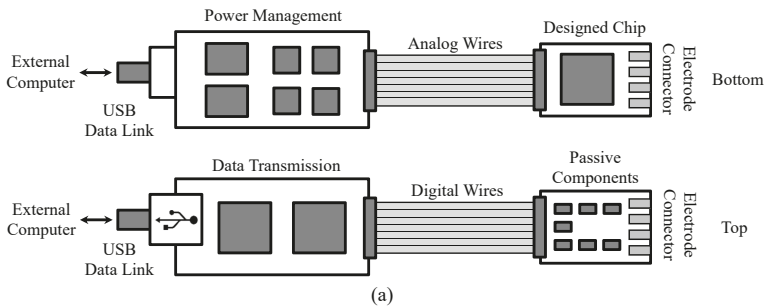 Power Management
Analog Wires
Designed Chip
External
Computer
USB
Data Link
Electrode
Connector
Bottom
Data Transmission
Digital Wires
Passive
Components
External
Computer
USB
Data Link
Electrode
Connector
Top
(a)